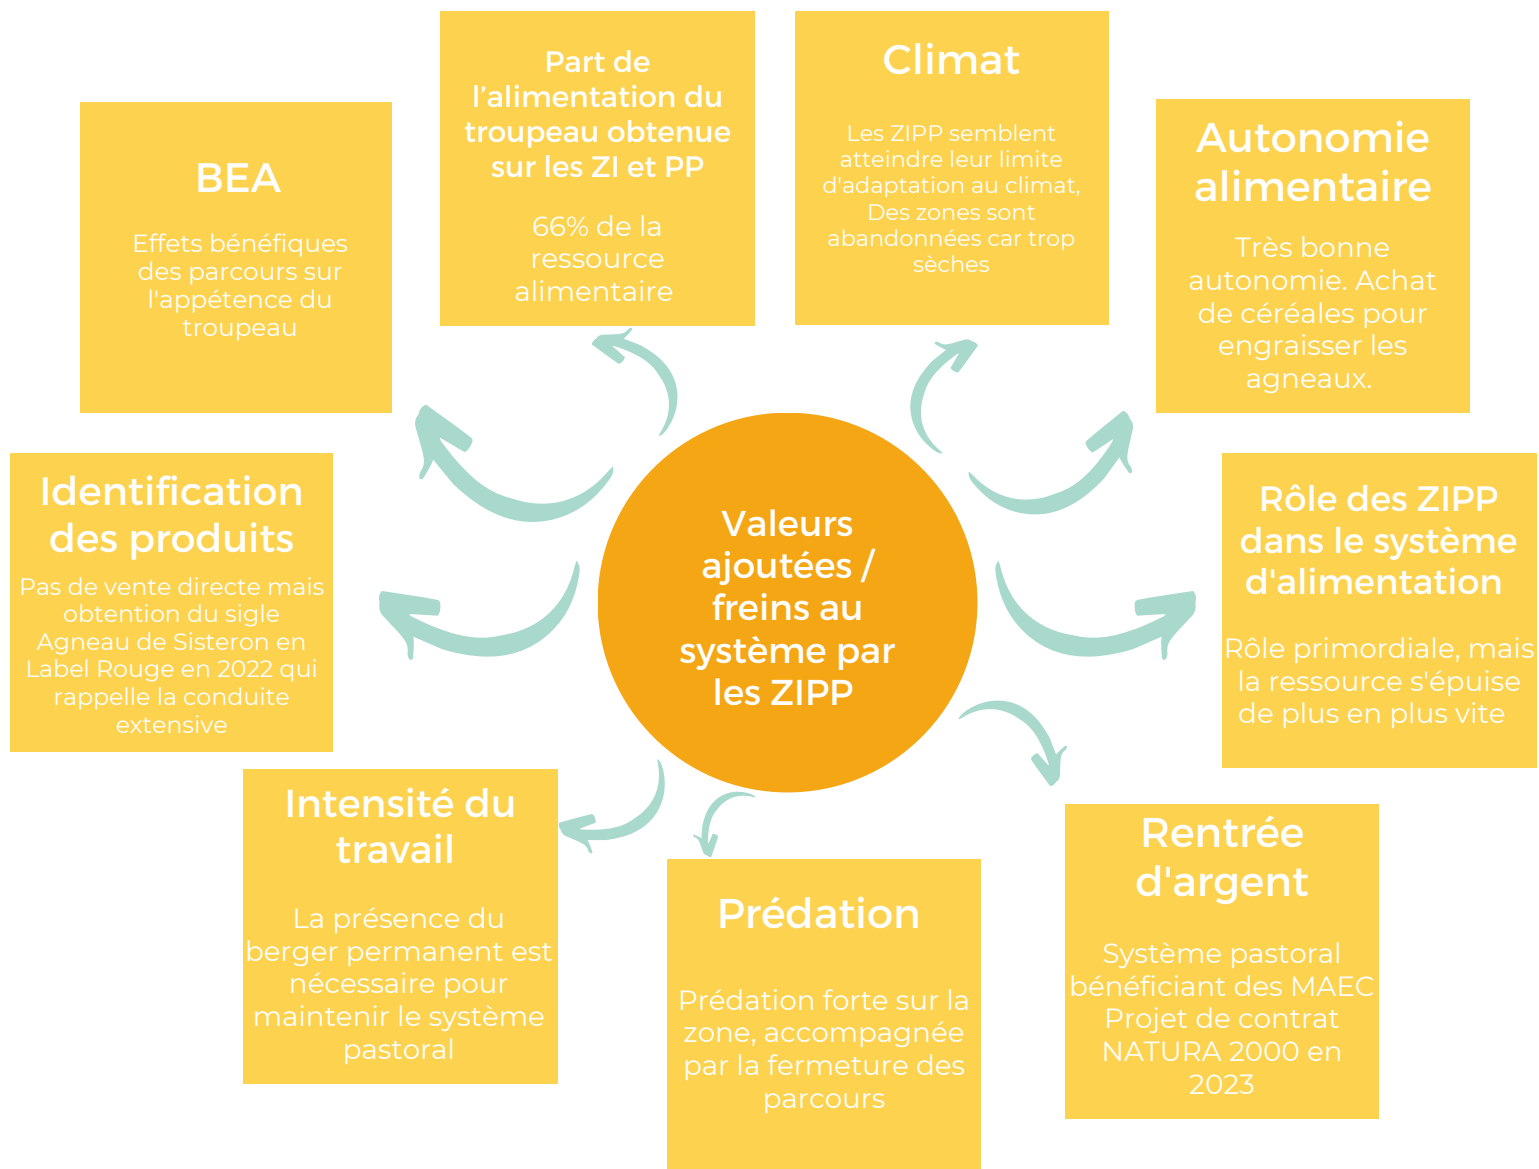 Part de
l’alimentation du
troupeau obtenue
sur les ZI et PP
66% de la
ressource
alimentaire
Climat
Les ZIPP semblent
atteindre leur limite
d'adaptation au climat,
Des zones sont
abandonnées car trop
sèches
BEA
Effets bénéfiques
des parcours sur
l'appétence du
troupeau
Autonomie
alimentaire
Très bonne
autonomie. Achat
de céréales pour
engraisser les
agneaux.
Identification
des produits
Pas de vente directe mais
obtention du sigle
Agneau de Sisteron en
Label Rouge en 2022 qui
rappelle la conduite
extensive
Valeurs
ajoutées /
freins au
système par
les ZIPP
Rôle des ZIPP
dans le système
d'alimentation
Rôle primordiale, mais
la ressource s'épuise
de plus en plus vite
Intensité du
travail
La présence du
berger permanent est
nécessaire pour
maintenir le système
pastoral
Prédation
Prédation forte sur la
zone, accompagnée
par la fermeture des
parcours
Rentrée
d'argent
Système pastoral
bénéficiant des MAEC
Projet de contrat
NATURA 2000 en
2023